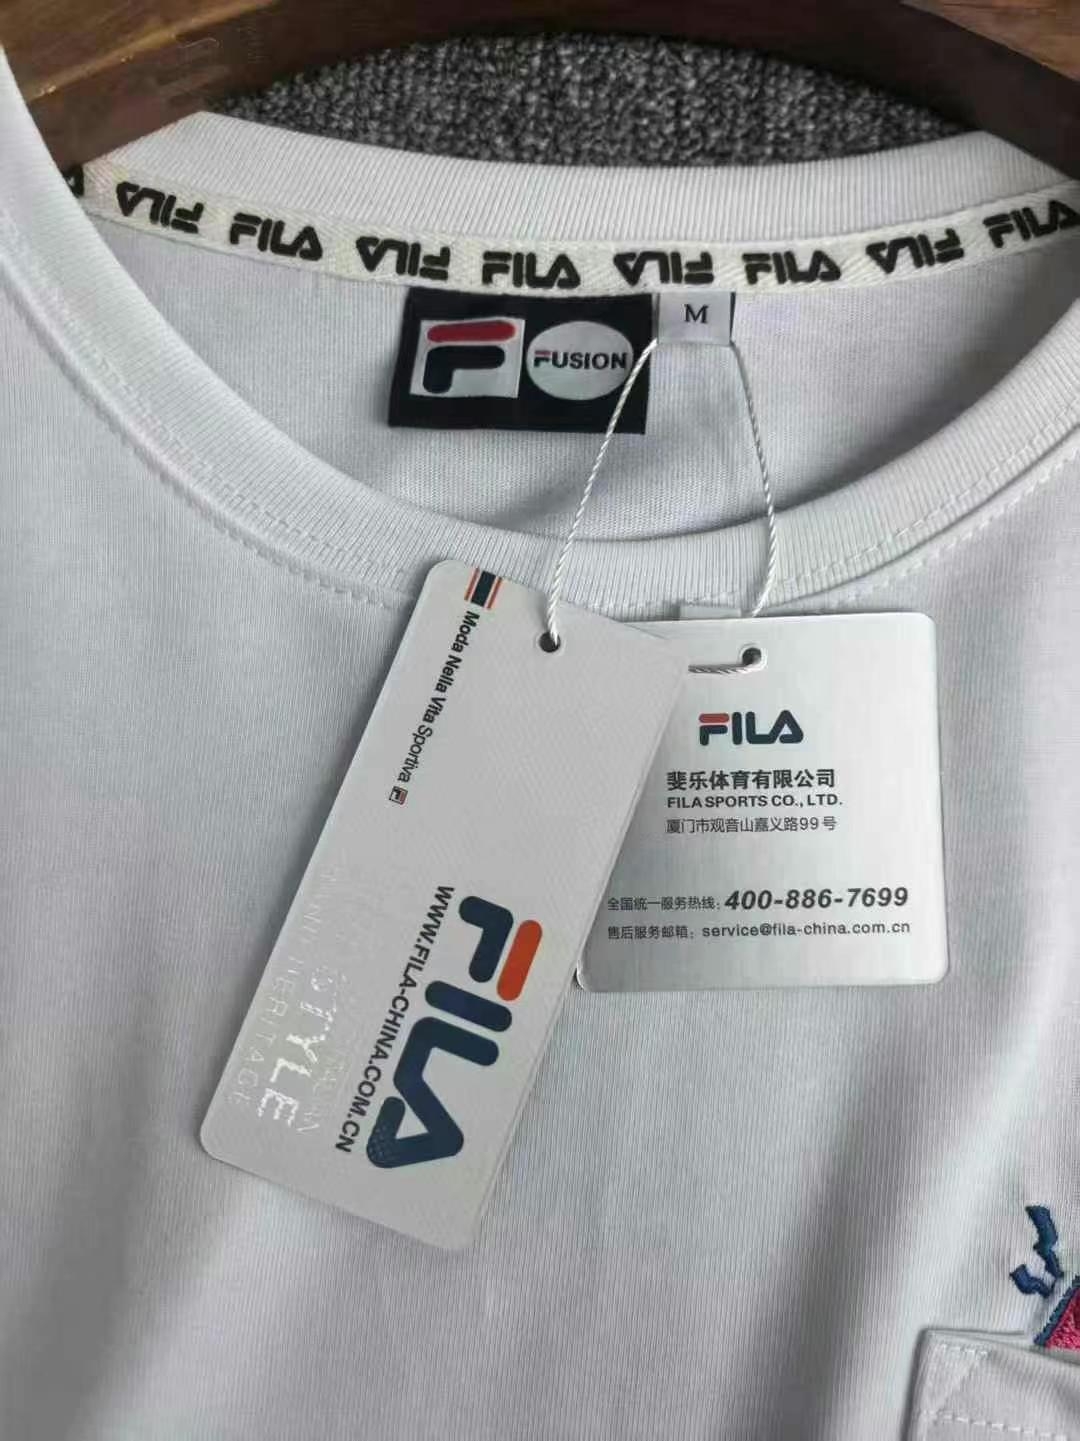 FILA FILA FILA FILA FILA FILA FILA FILA
F FUSION
M
Moda Nella Vita Sportiva F
FILA
WWW.FILA-CHINA.COM.CN
STYLE
HERITAGE
FILA
斐乐体育有限公司
FILA SPORTS CO., LTD.
厦门市观音山嘉义路99号
全国统一服务热线: 400-886-7699
售后服务邮箱: service@fila-china.com.cn